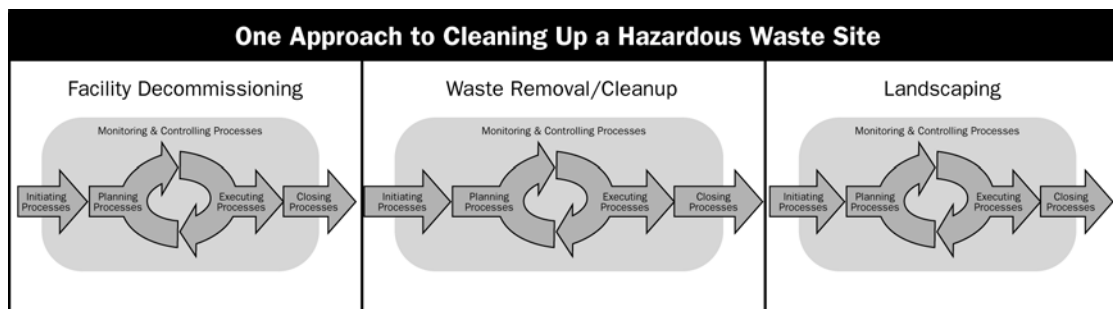 One Approach to Cleaning Up a Hazardous Waste Site
Facility Decommissioning
Monitoring & Controlling Processes
Initiating
Processes
Planning
Processes
Executing
Processes
Closing
Processes
Waste Removal/Cleanup
Monitoring & Controlling Processes
Initiating
Processes
Planning
Processes
Executing
Processes
Closing
Processes
Landscaping
Monitoring & Controlling Processes
Initiating
Processes
Planning
Processes
Executing
Processes
Closing
Processes